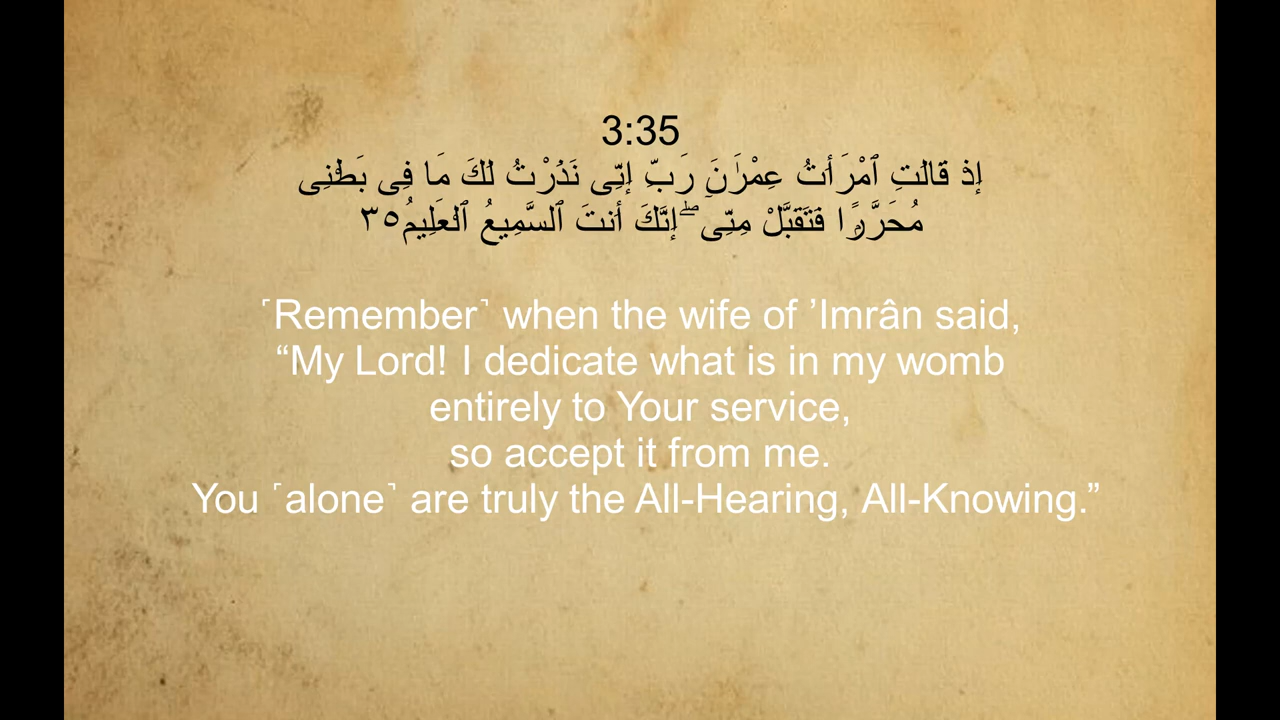 3:35
إِذْ قَالَتِ ٱمْرَأَتُ عِمْرَٰنَ رَبِّ إِنِّى نَذَرْتُ لَكَ مَا فِى بَطْنِى
مُحَرَّرًۭا فَتَقَبَّلْ مِنِّىٓ ۖ إِنَّكَ أَنتَ ٱلسَّمِيعُ ٱلْعَلِيمُ٣٥
˹Remember˺ when the wife of ’Imrân said,
“My Lord! I dedicate what is in my womb
entirely to Your service,
so accept it from me.
You ˹alone˺ are truly the All-Hearing, All-Knowing.”